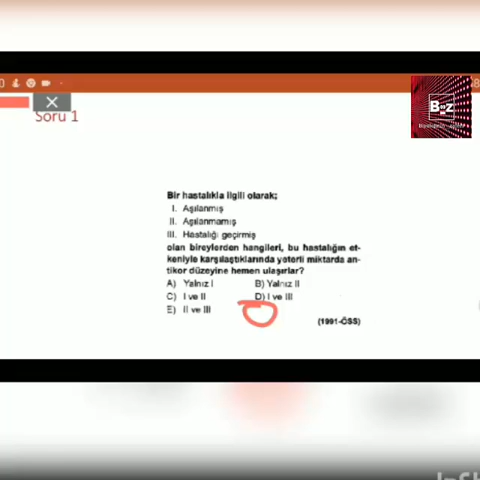 Soru 1
Bir hastalıkla ilgili olarak;
I. Aşılanmış
II. Aşılanmamış
III. Hastalığı geçirmiş
olan bireylerden hangileri, bu hastalığın et-
keniyle karşılaştıklarında yeterli miktarda an-
tikor düzeyine hemen ulaşırlar?
A) Yalnız I B) Yalnız II
C) I ve II D) I ve III
E) II ve III
(1991-ÖSS)